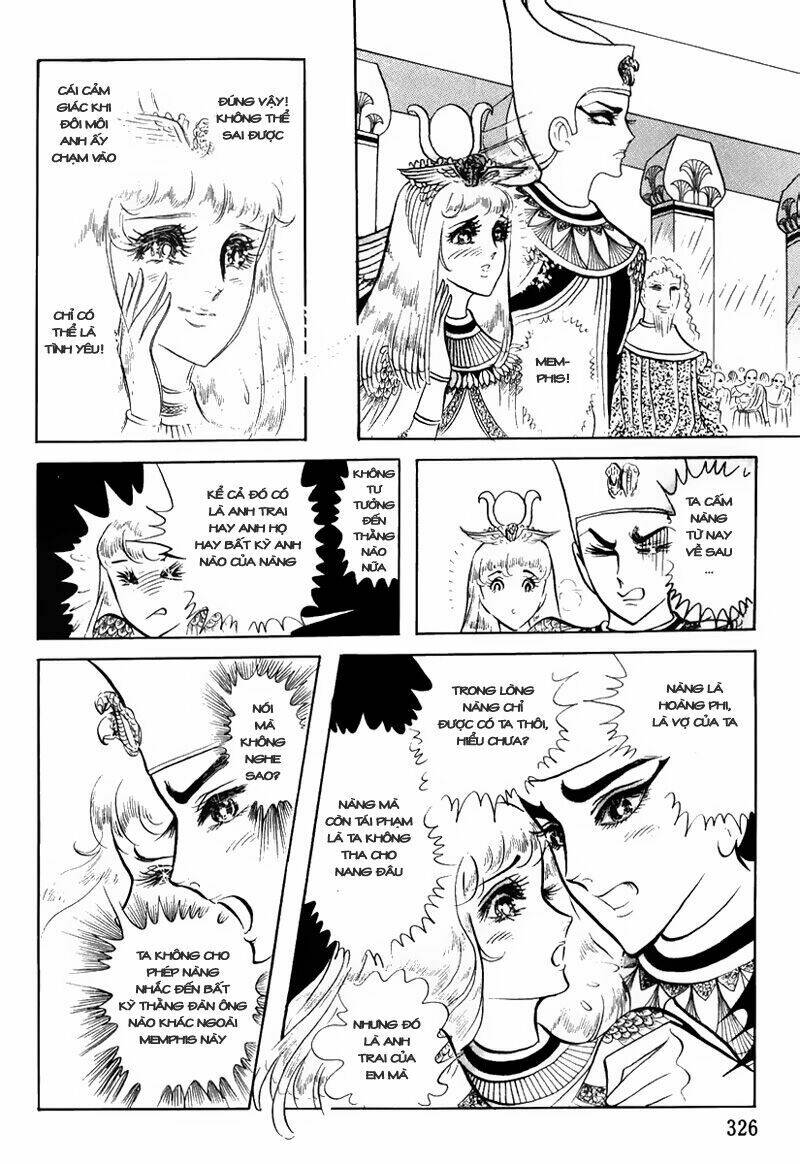 MEM-
PHIS!
ĐÚNG VẬY!
KHÔNG THỂ
SAI ĐƯỢC
CÁI CẢM
GIÁC KHI
ĐÔI MÔI
ANH ẤY
CHẠM VÀO
CHỈ CÓ
THỂ LÀ
TÌNH YÊU!
TA CẤM
NÀNG
TỪ NAY
VỀ SAU
...
KHÔNG TƯ
TƯỞNG
ĐẾN
THẰNG
NÀO
NỮA
KỂ CẢ ĐÓ CÓ
LÀ ANH TRAI
HAY ANH HỌ
HAY BẤT KỲ ANH
NÀO CỦA NÀNG
NÀNG LÀ
HOÀNG PHI,
LÀ VỢ CỦA TA
TRONG LÒNG
NÀNG CHỈ
ĐƯỢC CÓ TA THÔI,
HIỂU CHƯA?
NÀNG MÀ
CÒN TÁI PHẠM
LÀ TA KHÔNG
THA CHO
NANG ĐÂU
NHƯNG ĐÓ
LÀ ANH
TRAI CỦA
EM MÀ
NÓI
MÀ
KHÔNG
NGHE
SAO?
TA KHÔNG CHO
PHÉP NÀNG
NHẮC ĐẾN BẤT
KỲ THẰNG ĐÀN ÔNG
NÀO KHÁC NGOÀI
MEMPHIS NÀY
326